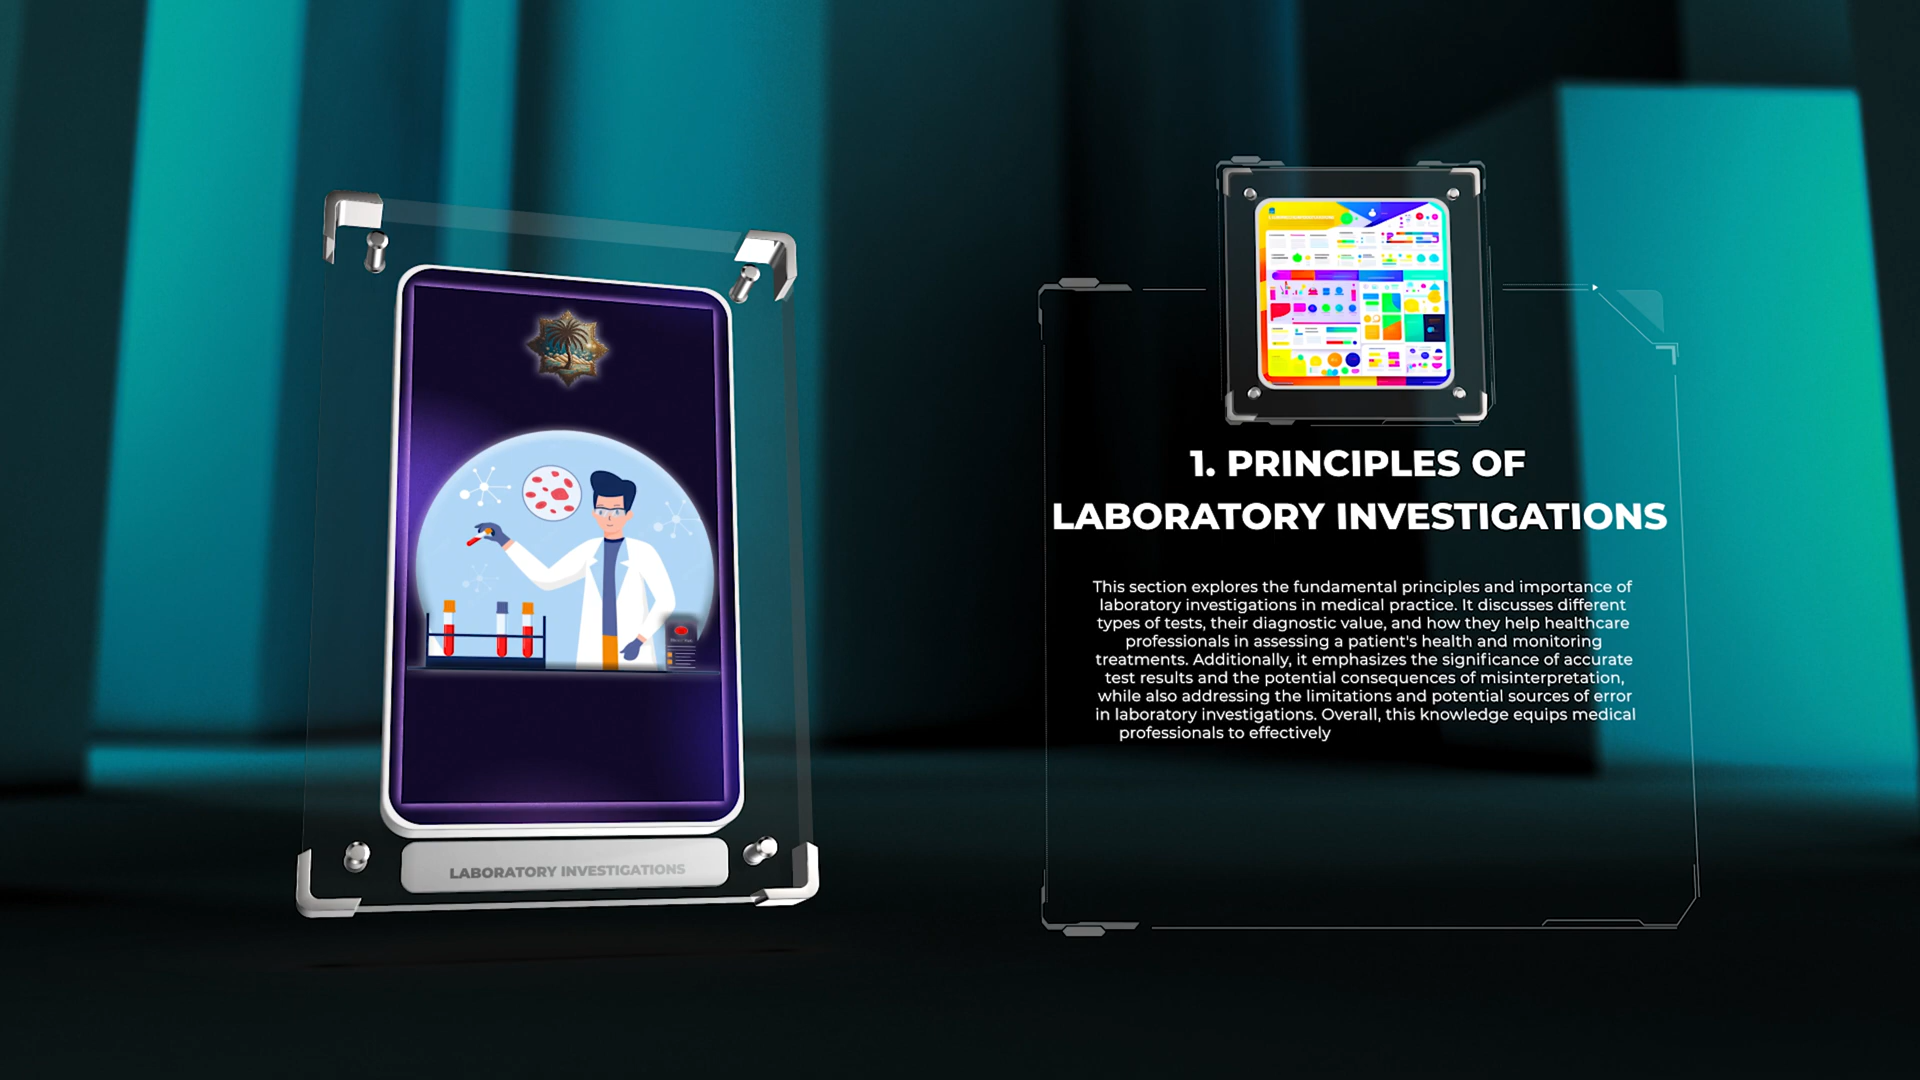 LABORATORY INVESTIGATIONS
1. PRINCIPLES OF
LABORATORY INVESTIGATIONS
This section explores the fundamental principles and importance of
laboratory investigations in medical practice. It discusses different
types of tests, their diagnostic value, and how they help healthcare
professionals in assessing a patient's health and monitoring
treatments. Additionally, it emphasizes the significance of accurate
test results and the potential consequences of misinterpretation,
while also addressing the limitations and potential sources of error
in laboratory investigations. Overall, this knowledge equips medical
professionals to effectively